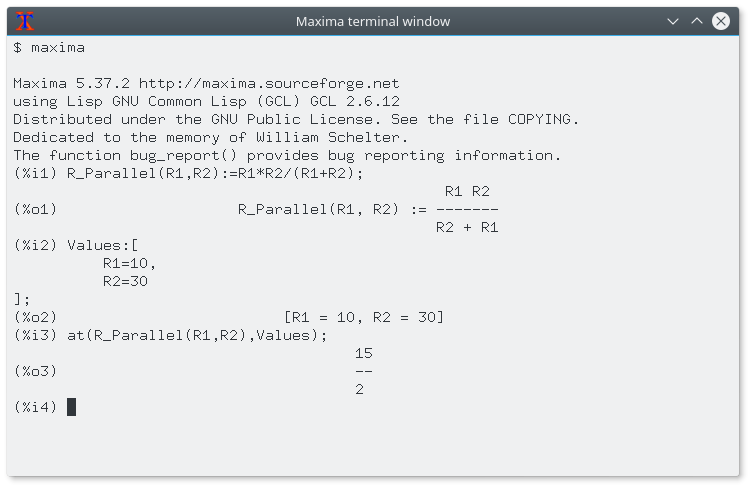 Maxima terminal window
$ maxima
Maxima 5.37.2 http://maxima.sourceforge.net
using Lisp GNU Common Lisp (GCL) GCL 2.6.12
Distributed under the GNU Public License. See the file COPYING.
Dedicated to the memory of William Schelter.
The function bug_report() provides bug reporting information.
(%i1) R_Parallel(R1,R2):=R1*R2/(R1+R2);
R1 R2
(%o1) R_Parallel(R1, R2) := -------
R2 + R1
(%i2) Values:[
R1=10,
R2=30
];
(%o2) [R1 = 10, R2 = 30]
(%i3) at(R_Parallel(R1,R2),Values);
15
(%o3) --
2
(%i4)